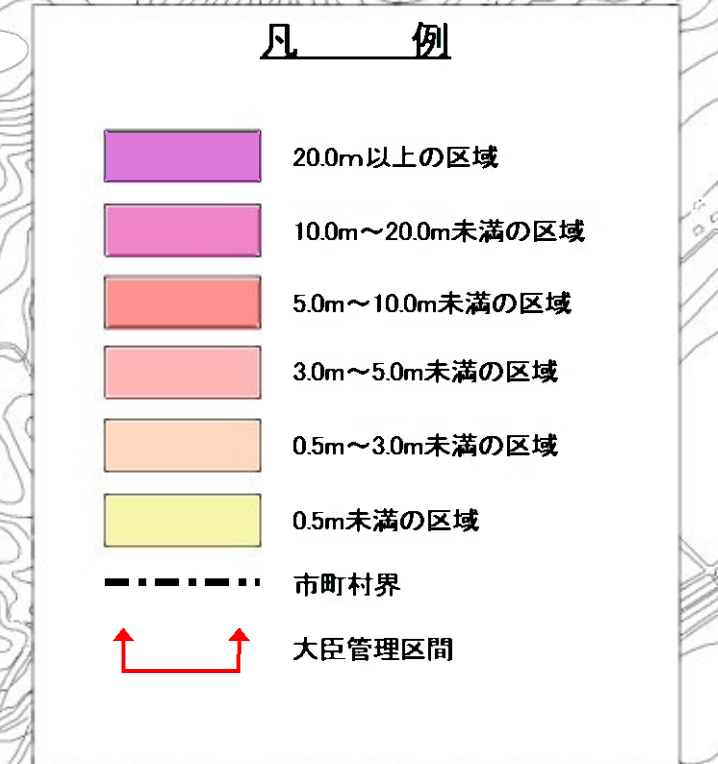 凡 例
20.0m以上の区域
10.0m～20.0m未満の区域
5.0m～10.0m未満の区域
3.0m～5.0m未満の区域
0.5m～3.0m未満の区域
0.5m未満の区域
市町村界
大臣管理区間